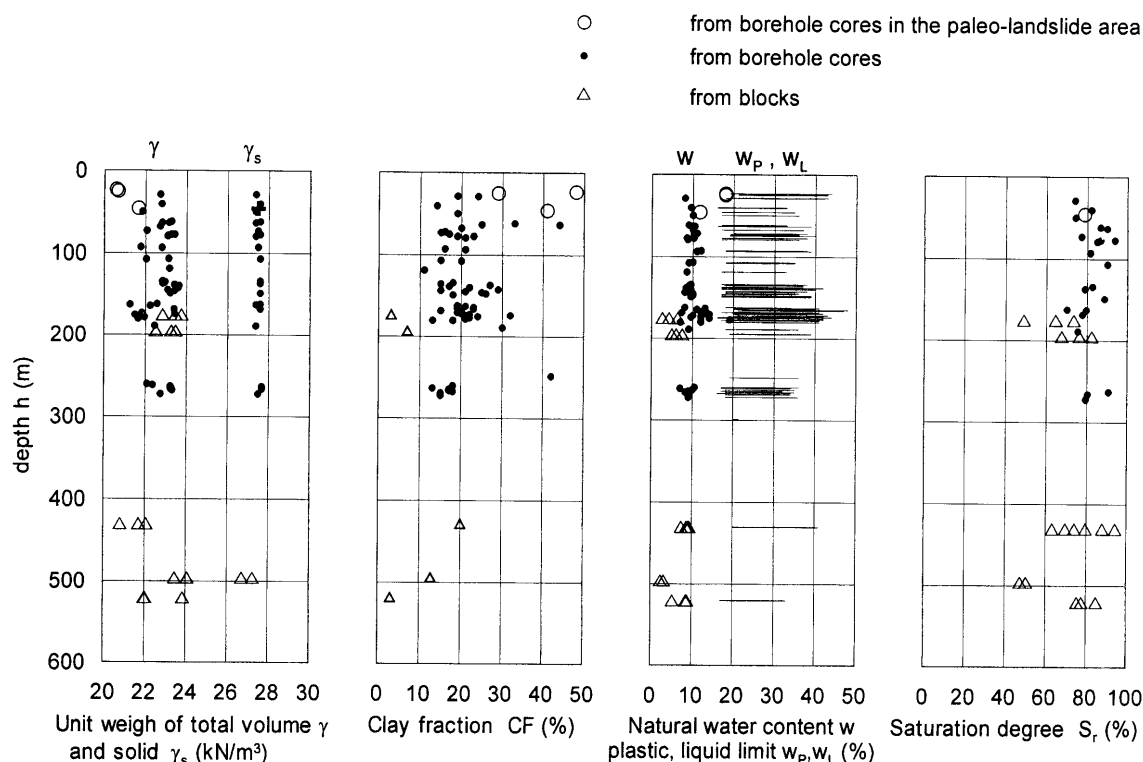 from borehole cores in the paleo-landslide area
from borehole cores
from blocks
γ γs W wP , wL
0
100
200
300
400
500
600
depth h (m)
20 22 24 26 28 30 0 10 20 30 40 50 0 10 20 30 40 50 0 20 40 60 80 100
Unit weigh of total volume γ Clay fraction CF (%) Natural water content w Saturation degree Sr (%)
and solid γs (kN/m³) plastic, liquid limit wP,wL (%)